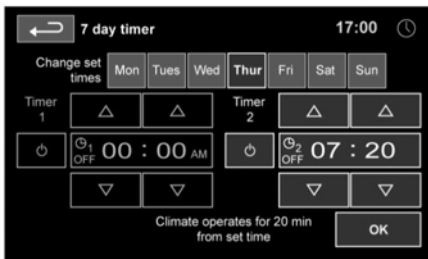 7 day timer 17:00
Change set times Mon Tues Wed Thur Fri Sat Sun
Timer 1
1 OFF 00 : 00 AM
Timer 2
2 OFF 07 : 20
Climate operates for 20 min
from set time
OK